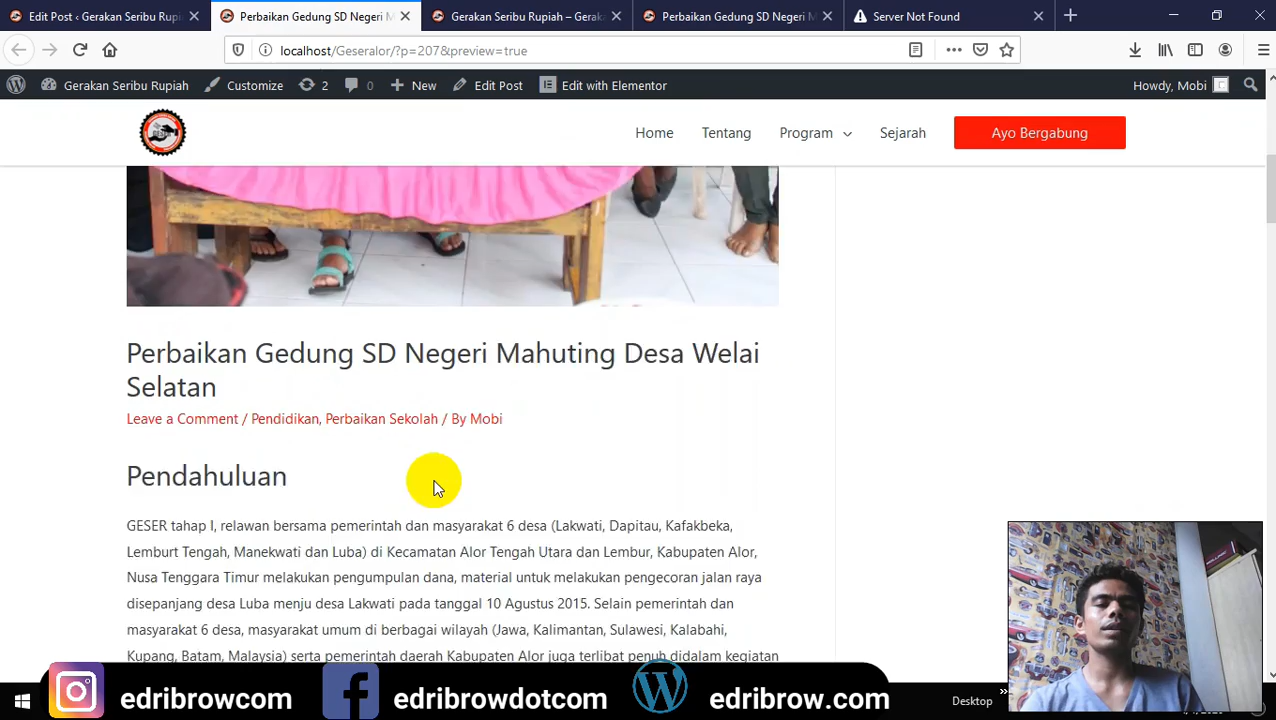 Edit Post ‹ Gerakan Seribu Rupi
Perbaikan Gedung SD Negeri M
Gerakan Seribu Rupiah – Gerak
Perbaikan Gedung SD Negeri M
Server Not Found
localhost/Geseralor/?p=207&preview=true
Gerakan Seribu Rupiah
Customize
2
0
New
Edit Post
Edit with Elementor
Howdy, Mobi
Home
Tentang
Program
Sejarah
Ayo Bergabung
Perbaikan Gedung SD Negeri Mahuting Desa Welai
Selatan
Leave a Comment / Pendidikan, Perbaikan Sekolah / By Mobi
Pendahuluan
GESER tahap I, relawan bersama pemerintah dan masyarakat 6 desa (Lakwati, Dapitau, Kafakbeka,
Lemburt Tengah, Manekwati dan Luba) di Kecamatan Alor Tengah Utara dan Lembur, Kabupaten Alor,
Nusa Tenggara Timur melakukan pengumpulan dana, material untuk melakukan pengecoran jalan raya
disepanjang desa Luba menju desa Lakwati pada tanggal 10 Agustus 2015. Selain pemerintah dan
masyarakat 6 desa, masyarakat umum di berbagai wilayah (Jawa, Kalimantan, Sulawesi, Kalabahi,
Kupang, Batam, Malaysia) serta pemerintah daerah Kabupaten Alor juga terlibat penuh didalam kegiatan
edribrowcom
edribrowdotcom
edribrow.com
Desktop